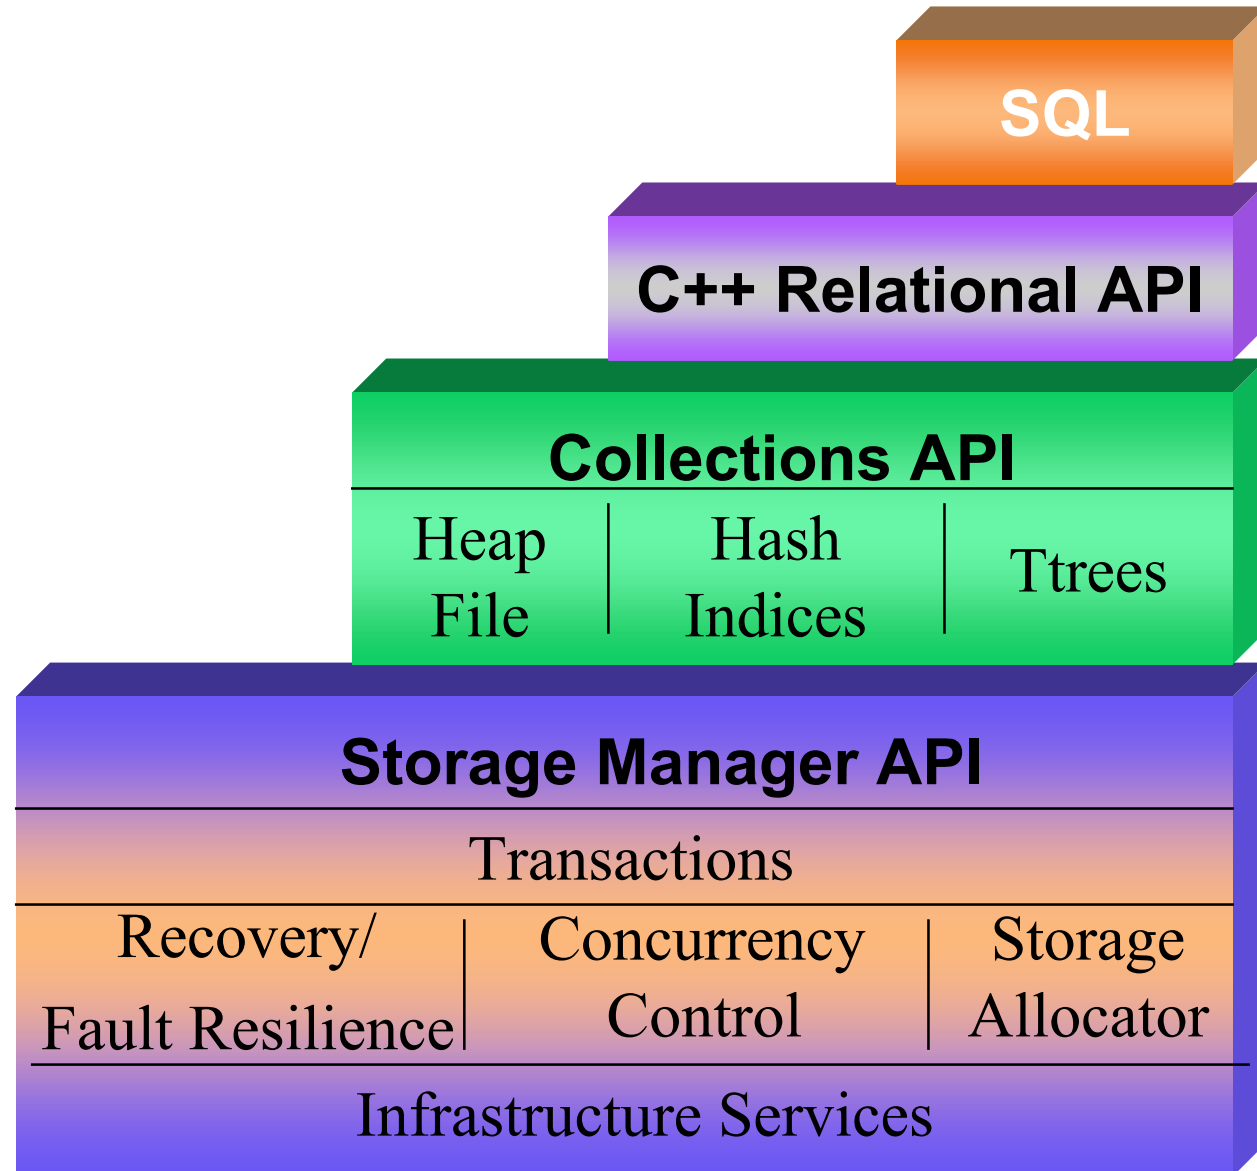 SQL
C++ Relational API
Collections API
Heap
File
Hash
Indices
Ttrees
Storage Manager API
Transactions
Recovery/
Fault Resilience
Concurrency
Control
Storage
Allocator
Infrastructure Services